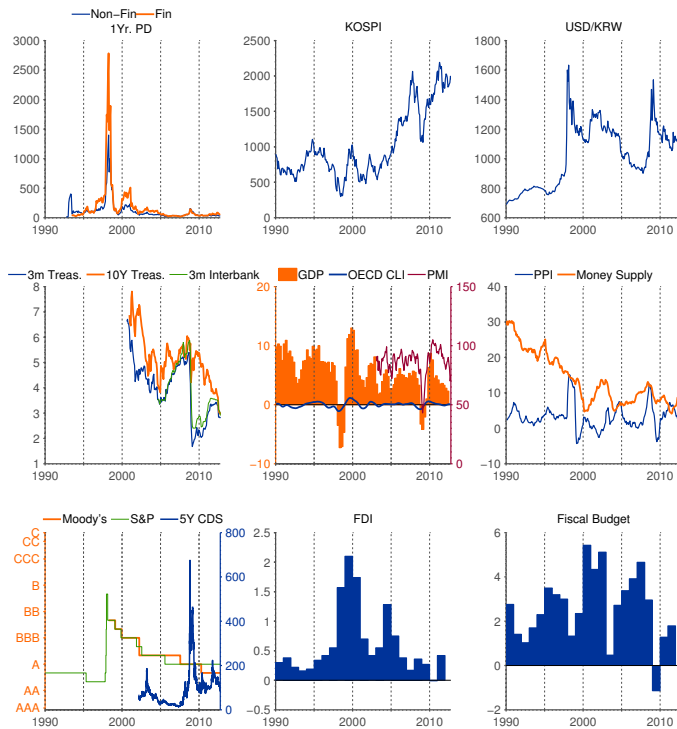 Non-Fin Fin
1Yr. PD
3000
2500
2000
1500
1000
500
0
1990 2000 2010
KOSPI
2500
2000
1500
1000
500
0
1990 2000 2010
USD/KRW
1800
1600
1400
1200
1000
800
600
1990 2000 2010
3m Treas. 10Y Treas. 3m Interbank
8
7
6
5
4
3
2
1
1990 2000 2010
GDP OECD CLI PMI
20 150
10 100
0 50
−10 0
1990 2000 2010
PPI Money Supply
40
30
20
10
0
−10
1990 2000 2010
Moody's S&P 5Y CDS
C 800
CC
CCC
600
B
BB 400
BBB
A 200
AA
AAA 0
1990 2000 2010
FDI
2.5
2
1.5
1
0.5
0
−0.5
1990 2000 2010
Fiscal Budget
6
4
2
0
−2
1990 2000 2010